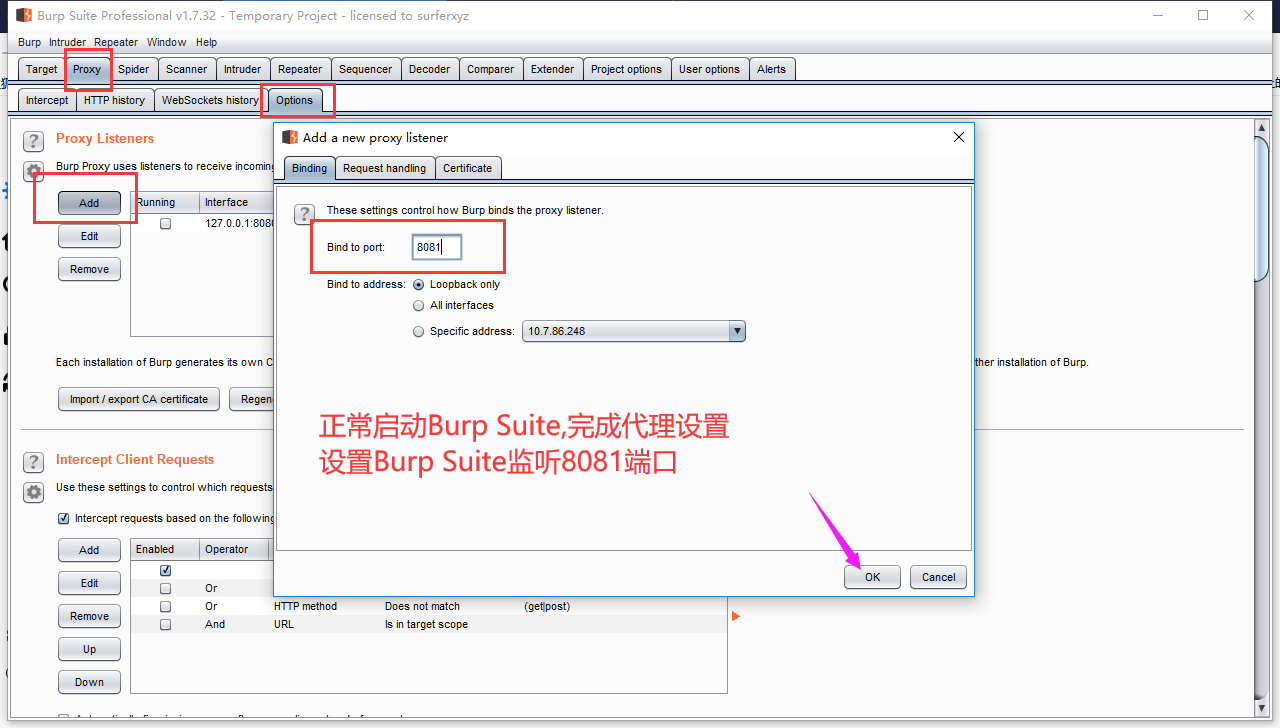 Burp Suite Professional v1.7.32 - Temporary Project - licensed to surferxyz
Burp Intruder Repeater Window Help
Target Proxy Spider Scanner Intruder Repeater Sequencer Decoder Comparer Extender Project options User options Alerts
Intercept HTTP history WebSockets history Options
? Proxy Listeners
Burp Proxy uses listeners to receive incoming
Add
Edit
Remove
Running Interface
127.0.0.1:8080
Each installation of Burp generates its own C
ther installation of Burp.
Import / export CA certificate Regen
Add a new proxy listener
Binding Request handling Certificate
? These settings control how Burp binds the proxy listener.
Bind to port: 8081
Bind to address: Loopback only
All interfaces
Specific address: 10.7.86.248
正常启动Burp Suite,完成代理设置
设置Burp Suite监听8081端口
OK Cancel
? Intercept Client Requests
Use these settings to control which requests
Intercept requests based on the following
Add
Edit
Remove
Up
Down
Enabled Operator
Or
Or HTTP method Does not match (get|post)
And URL Is in target scope